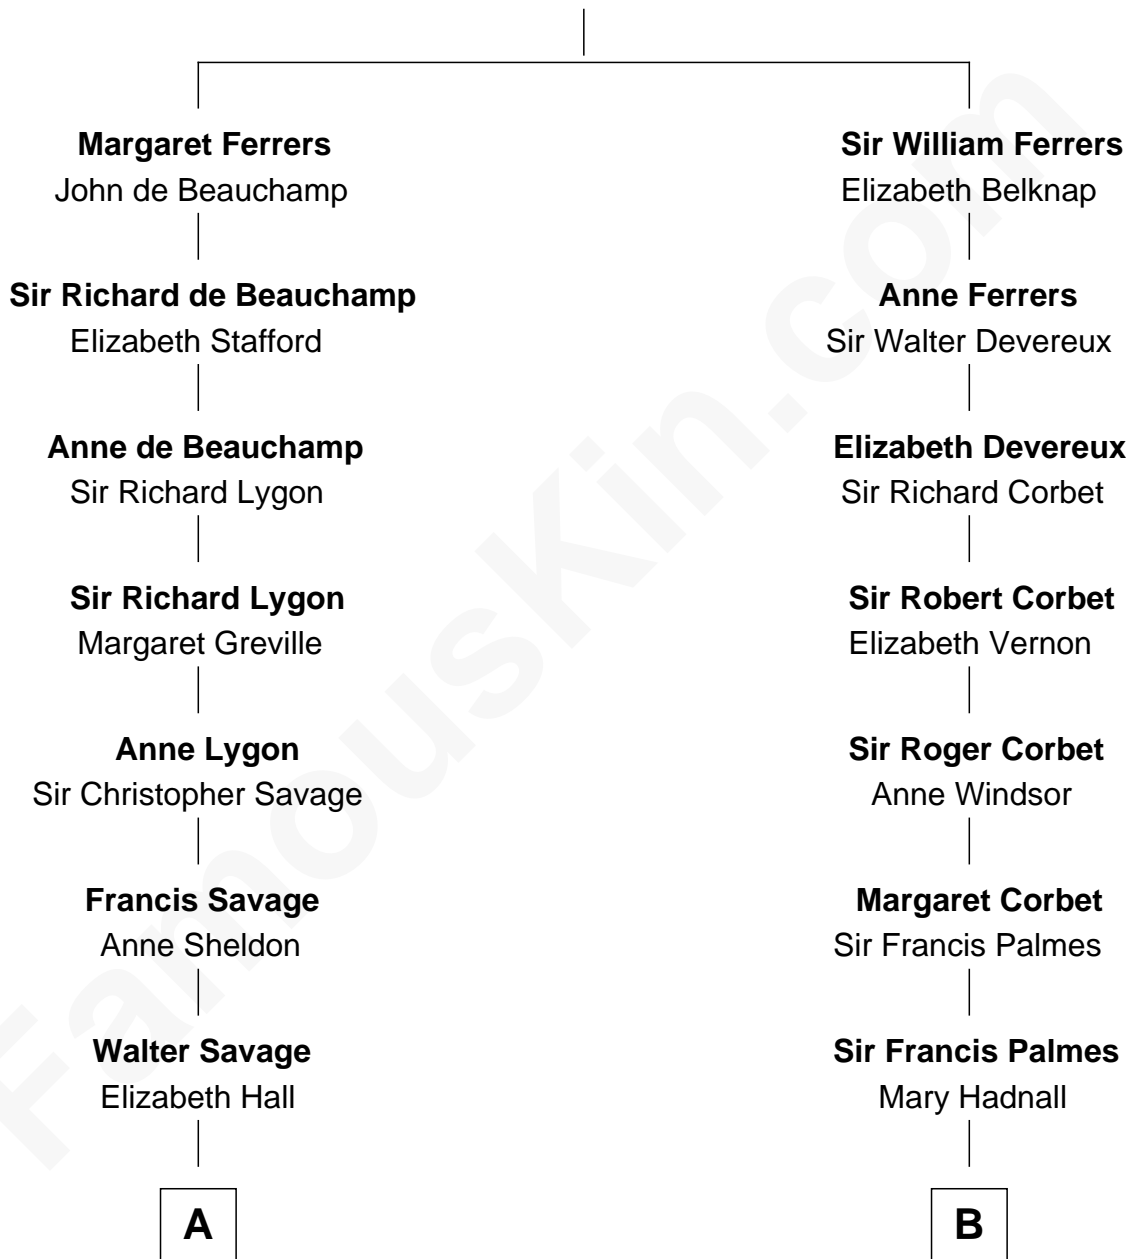 Margaret Ferrers
John de Beauchamp
Sir Richard de Beauchamp
Elizabeth Stafford
Anne de Beauchamp
Sir Richard Lygon
Sir Richard Lygon
Margaret Greville
Anne Lygon
Sir Christopher Savage
Francis Savage
Anne Sheldon
Walter Savage
Elizabeth Hall
A
Sir William Ferrers
Elizabeth Belknap
Anne Ferrers
Sir Walter Devereux
Elizabeth Devereux
Sir Richard Corbet
Sir Robert Corbet
Elizabeth Vernon
Sir Roger Corbet
Anne Windsor
Margaret Corbet
Sir Francis Palmes
Sir Francis Palmes
Mary Hadnall
B
FamousKin.com